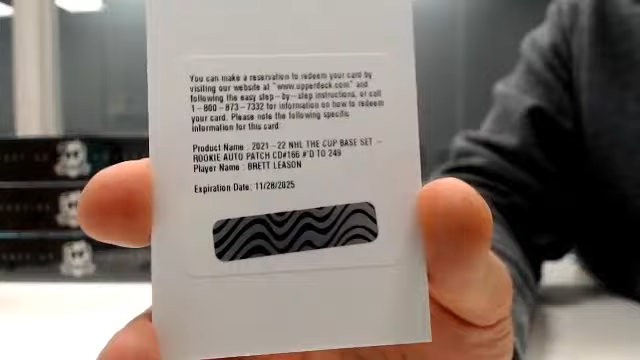 You can make a reservation to redeem your card by
visiting our website at "www.upperdeck.com" and
following the easy step-by-step instructions, or call
1-800-873-7332 for information on how to redeem
your card. Please note the following specific
information for this card:
Product Name : 2021-22 NHL THE CUP BASE SET -
ROOKIE AUTO PATCH CD#166 #'D TO 249
Player Name : BRETT LEASON
Expiration Date: 11/28/2025